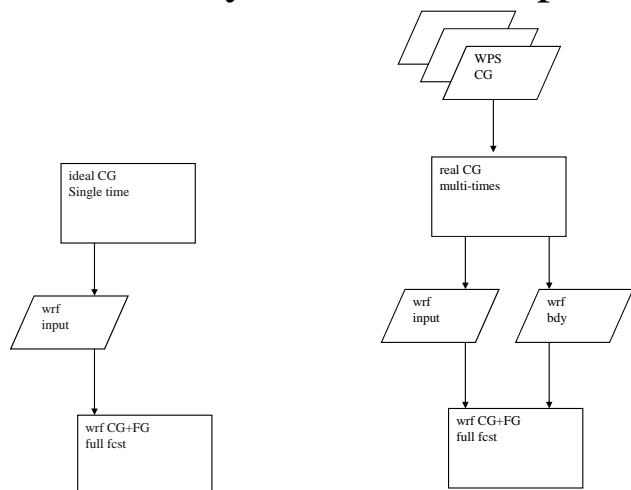 WPS
CG
ideal CG
Single time
real CG
multi-times
wrf
input
wrf
input
wrf
bdy
wrf CG+FG
full fcst
wrf CG+FG
full fcst